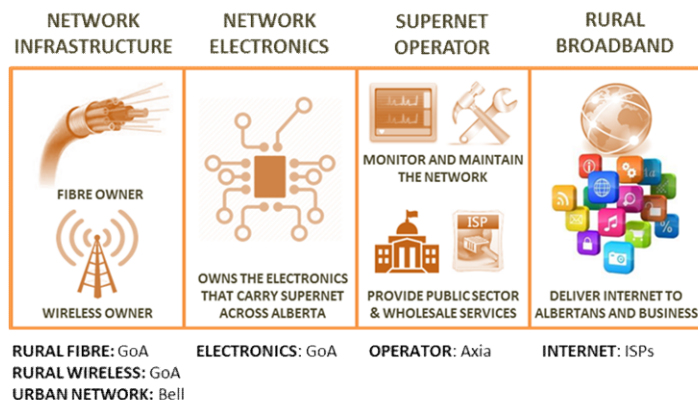 NETWORK
INFRASTRUCTURE
NETWORK
ELECTRONICS
SUPERNET
OPERATOR
RURAL
BROADBAND
FIBRE OWNER
WIRELESS OWNER
OWNS THE ELECTRONICS
THAT CARRY SUPERNET
ACROSS ALBERTA
MONITOR AND MAINTAIN
THE NETWORK
ISP
PROVIDE PUBLIC SECTOR
& WHOLESALE SERVICES
DELIVER INTERNET TO
ALBERTANS AND BUSINESS
RURAL FIBRE: GoA
RURAL WIRELESS: GoA
URBAN NETWORK: Bell
ELECTRONICS: GoA
OPERATOR: Axia
INTERNET: ISPs